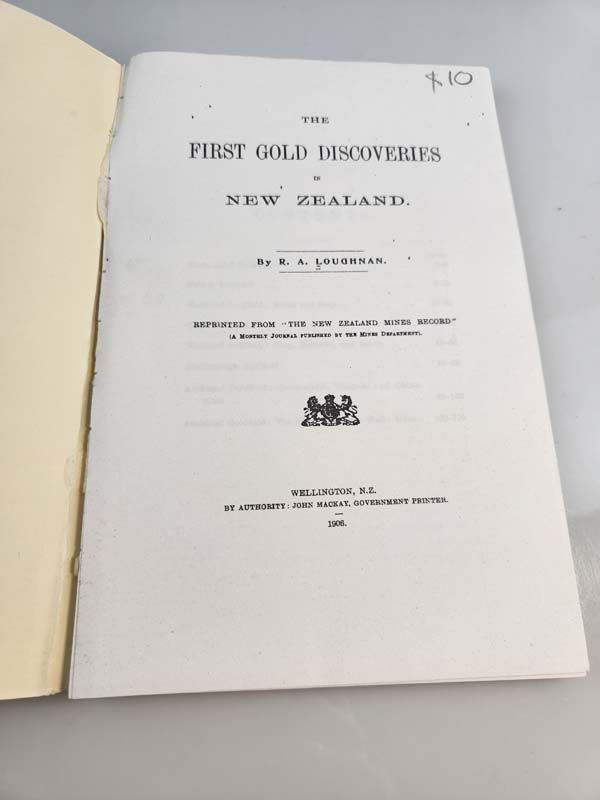 $10
THE
FIRST GOLD DISCOVERIES
IN
NEW ZEALAND.
By R. A. LOUGHNAN.
REPRINTED FROM "THE NEW ZEALAND MINES RECORD"
(A MONTHLY JOURNAL PUBLISHED BY THE MINES DEPARTMENT).
WELLINGTON, N.Z.
BY AUTHORITY: JOHN MACKAY, GOVERNMENT PRINTER.
1906.